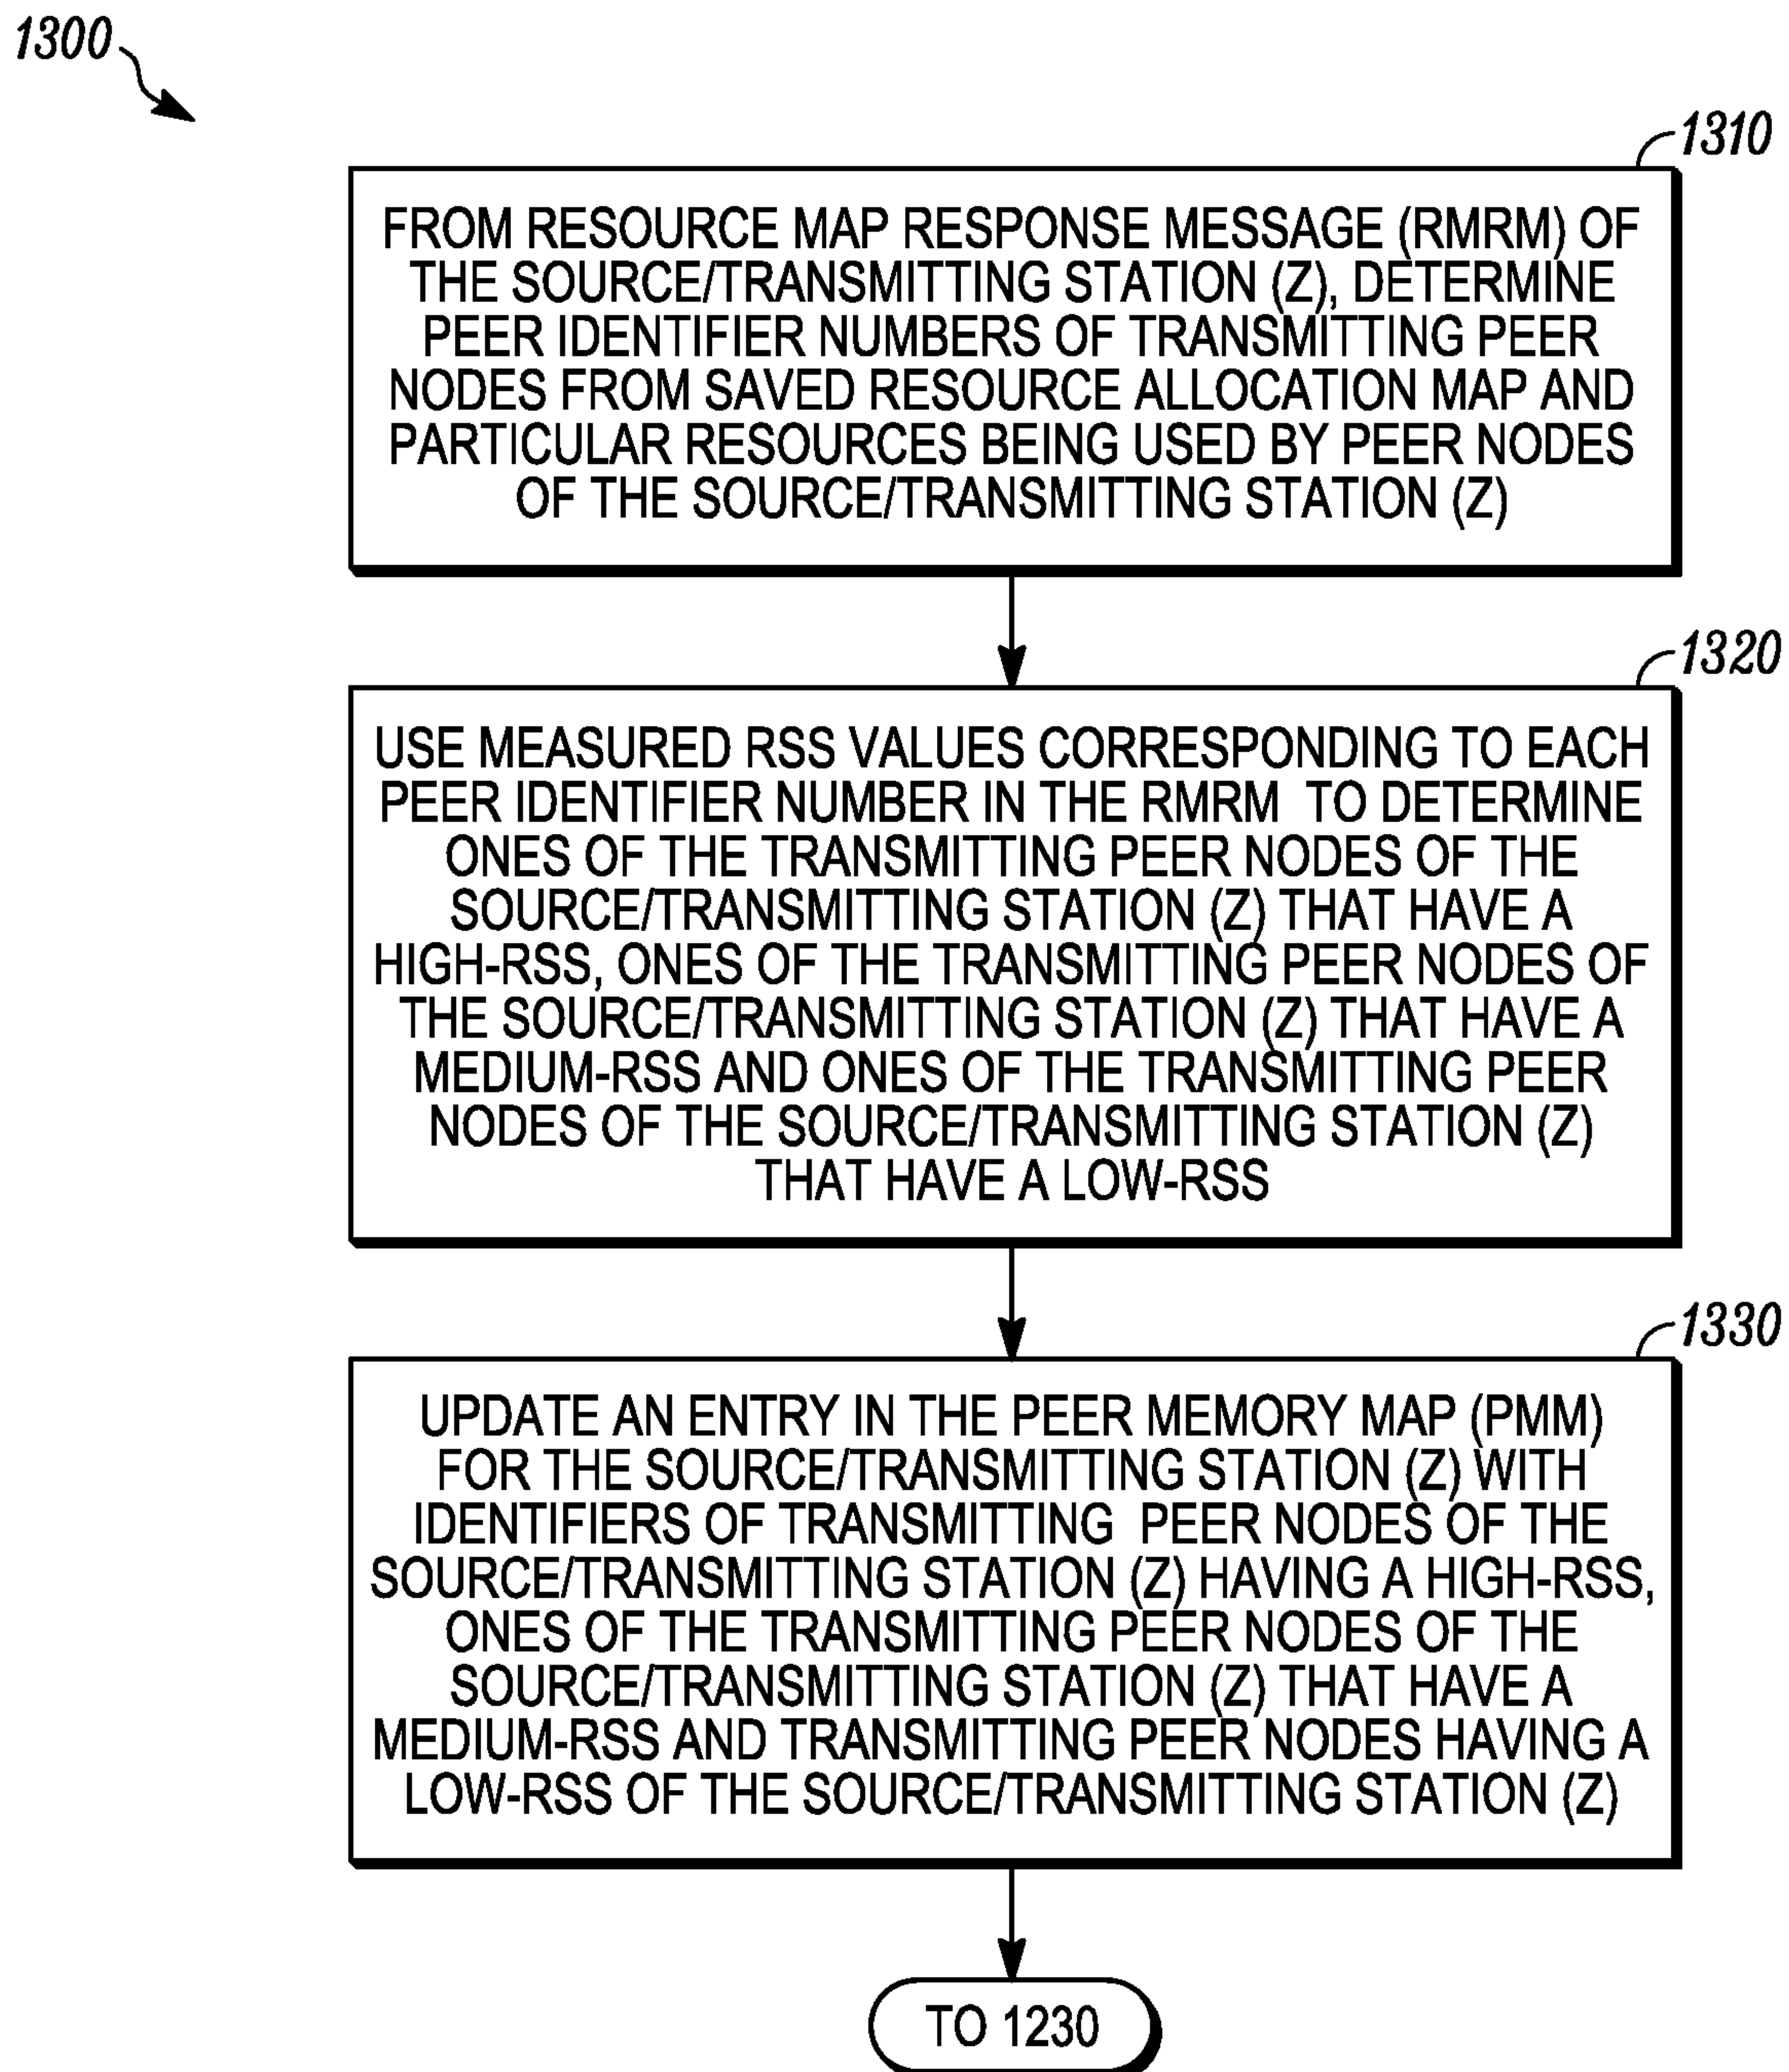 1300
1310
FROM RESOURCE MAP RESPONSE MESSAGE (RMRM) OF
THE SOURCE/TRANSMITTING STATION (Z), DETERMINE
PEER IDENTIFIER NUMBERS OF TRANSMITTING PEER
NODES FROM SAVED RESOURCE ALLOCATION MAP AND
PARTICULAR RESOURCES BEING USED BY PEER NODES
OF THE SOURCE/TRANSMITTING STATION (Z)
1320
USE MEASURED RSS VALUES CORRESPONDING TO EACH
PEER IDENTIFIER NUMBER IN THE RMRM TO DETERMINE
ONES OF THE TRANSMITTING PEER NODES OF THE
SOURCE/TRANSMITTING STATION (Z) THAT HAVE A
HIGH-RSS, ONES OF THE TRANSMITTING PEER NODES OF
THE SOURCE/TRANSMITTING STATION (Z) THAT HAVE A
MEDIUM-RSS AND ONES OF THE TRANSMITTING PEER
NODES OF THE SOURCE/TRANSMITTING STATION (Z)
THAT HAVE A LOW-RSS
1330
UPDATE AN ENTRY IN THE PEER MEMORY MAP (PMM)
FOR THE SOURCE/TRANSMITTING STATION (Z) WITH
IDENTIFIERS OF TRANSMITTING PEER NODES OF THE
SOURCE/TRANSMITTING STATION (Z) HAVING A HIGH-RSS,
ONES OF THE TRANSMITTING PEER NODES OF THE
SOURCE/TRANSMITTING STATION (Z) THAT HAVE A
MEDIUM-RSS AND TRANSMITTING PEER NODES HAVING A
LOW-RSS OF THE SOURCE/TRANSMITTING STATION (Z)
TO 1230